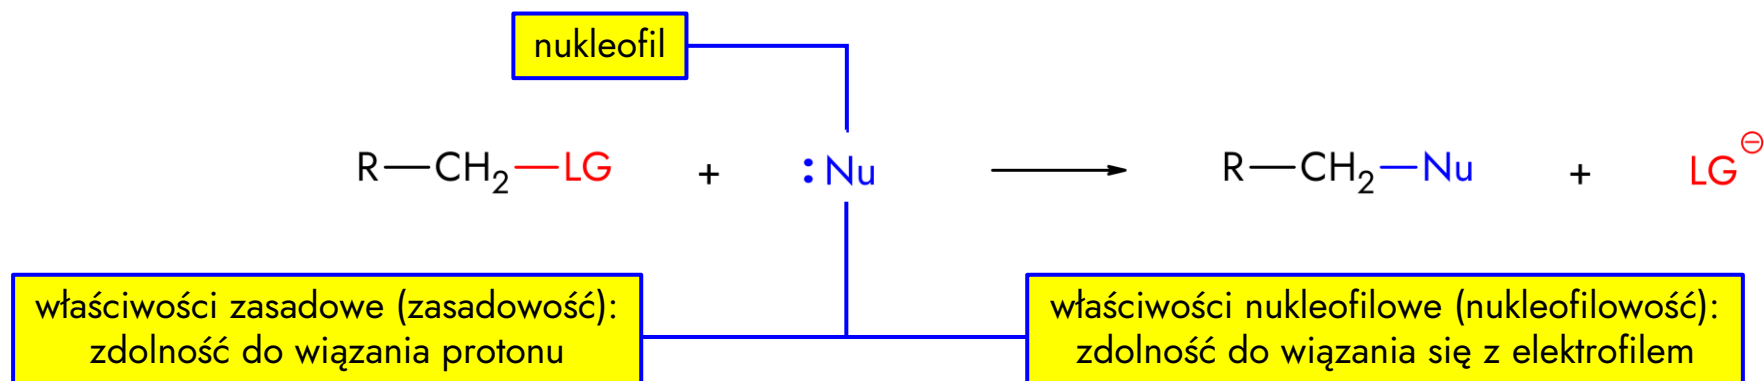 nukleofil
R—CH₂—LG + :Nu ⟶ R—CH₂—Nu + LG⊖
właściwości zasadowe (zasadowość):
zdolność do wiązania protonu
właściwości nukleofilowe (nukleofilowość):
zdolność do wiązania się z elektrofilem